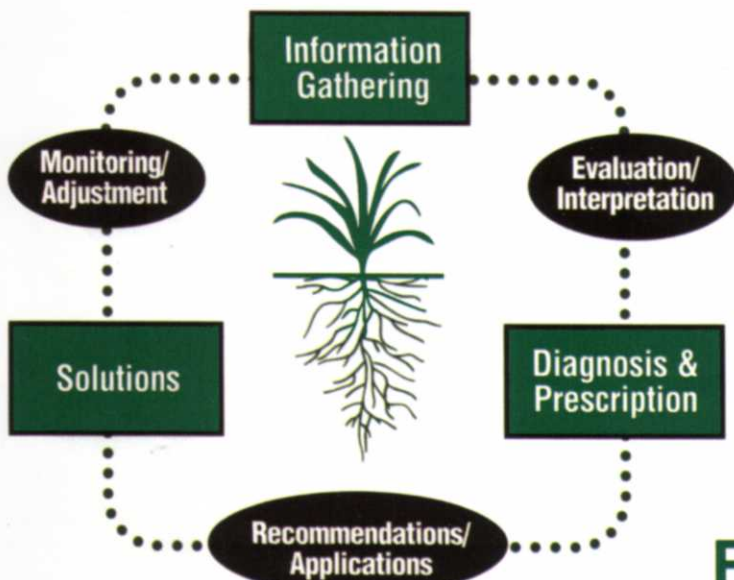 Information
Gathering
Monitoring/
Adjustment
Evaluation/
Interpretation
Solutions
Diagnosis &
Prescription
Recommendations/
Applications